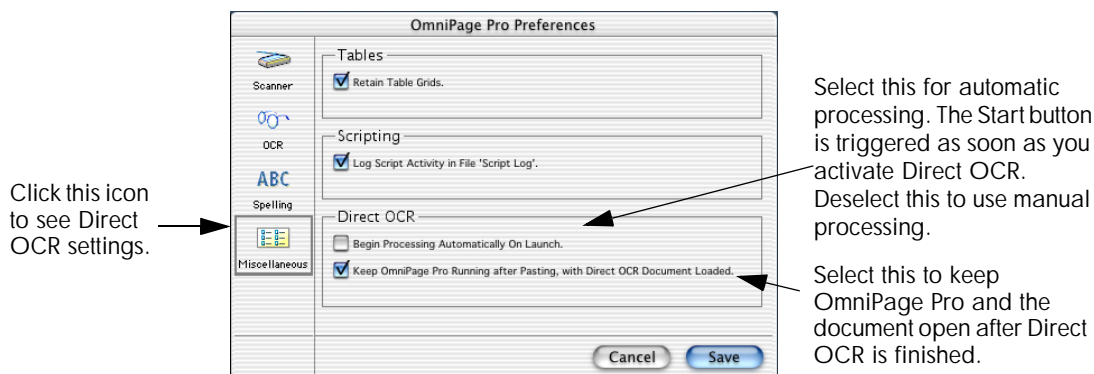 OmniPage Pro Preferences
Scanner
OCR
ABC
Spelling
Miscellaneous
Tables
Retain Table Grids.
Scripting
Log Script Activity in File 'Script Log'.
Direct OCR
Begin Processing Automatically On Launch.
Keep OmniPage Pro Running after Pasting, with Direct OCR Document Loaded.
Cancel
Save
Click this icon
to see Direct
OCR settings.
Select this for automatic
processing. The Start button
is triggered as soon as you
activate Direct OCR.
Deselect this to use manual
processing.
Select this to keep
OmniPage Pro and the
document open after Direct
OCR is finished.